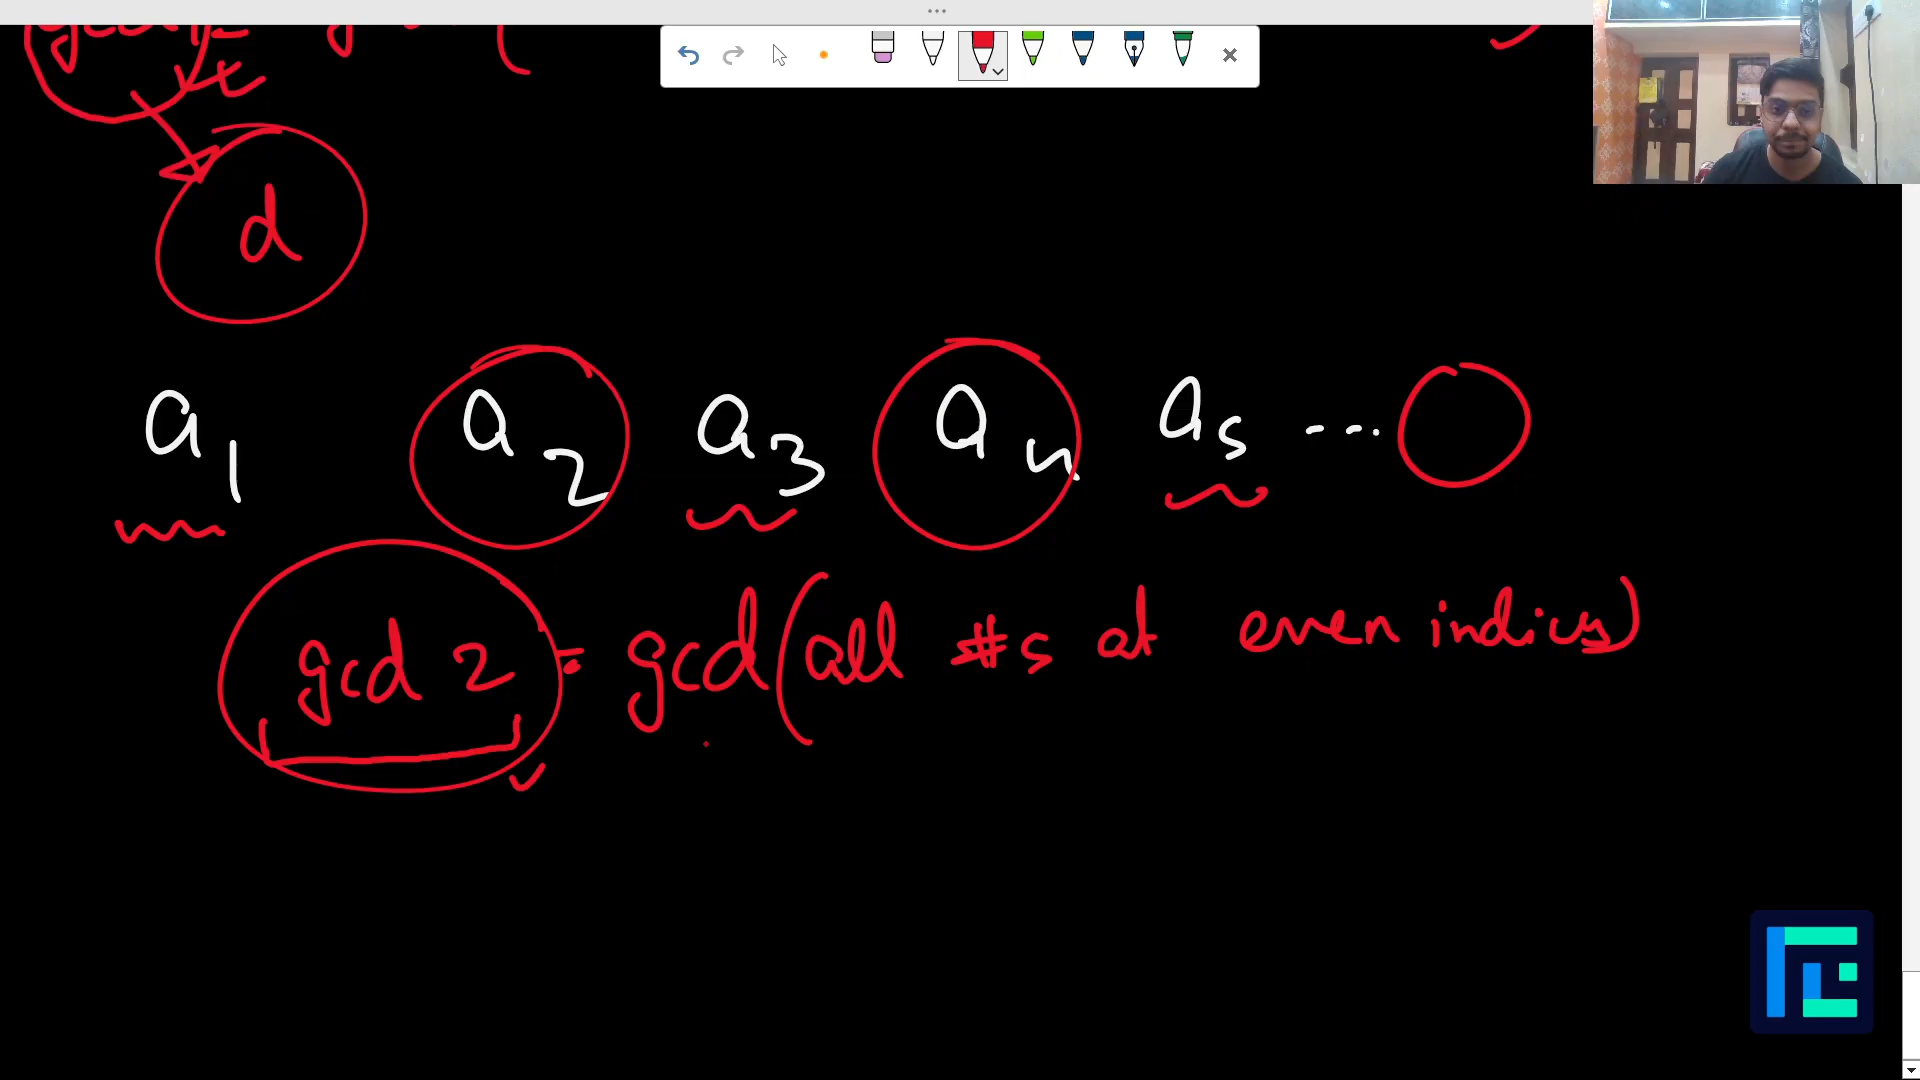 d
a1 a2 a3 a4 a5 ...
gcd 2 = gcd(all #s at even indices)